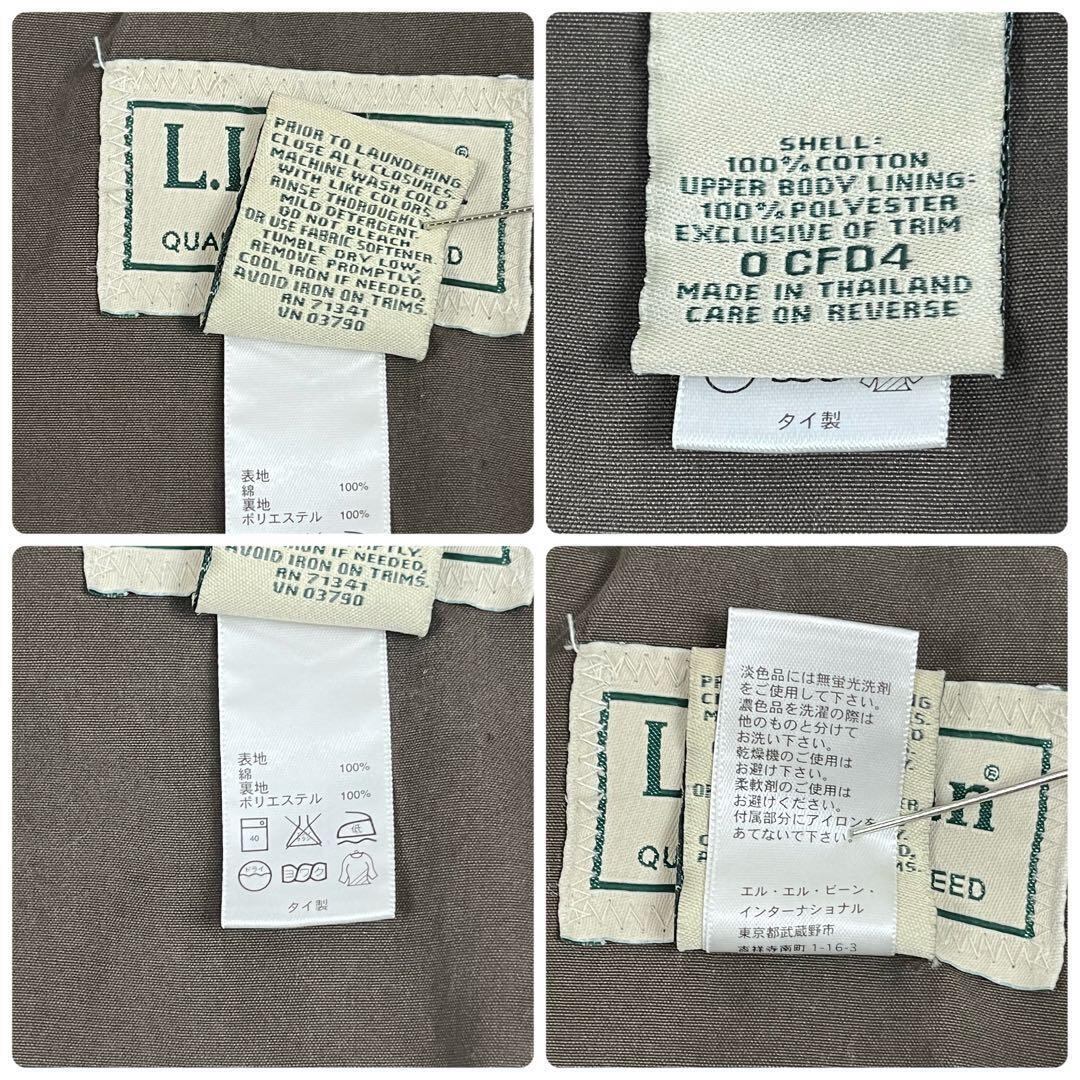 L.
®
QUA
D
PRIOR TO LAUNDERING
CLOSE ALL CLOSURES.
MACHINE WASH COLD
WITH LIKE COLORS.
RINSE THOROUGHL
MILD DETERGENT
DO NOT BLEACH
OR USE FABRIC SOFTENER
TUMBLE DRY LOW,
REMOVE PROMPTLY.
COOL IRON IF NEEDED,
AVOID IRON ON TRIMS.
RN 71341
VN 03790
表地
綿 100%
裏地
ポリエステル 100%
SHELL:
100% COTTON
UPPER BODY LINING:
100% POLYESTER
EXCLUSIVE OF TRIM
0 CFD4
MADE IN THAILAND
CARE ON REVERSE
タイ製
IRON IF NEEDED,
AVOID IRON ON TRIMS.
RN 71341
VN 03790
表地
綿 100%
裏地
ポリエステル 100%
40
低
ドライ
タイ製
淡色品には無蛍光洗剤
をご使用して下さい。
濃色品を洗濯の際は
他のものと分けて
お洗い下さい。
乾燥機のご使用は
お避け下さい。
柔軟剤のご使用は
お避けください。
付属部分にアイロンを
あてないで下さい。
エル・エル・ビーン・
インターナショナル
東京都武蔵野市
吉祥寺南町 1-16-3
L
n®
QU
EED